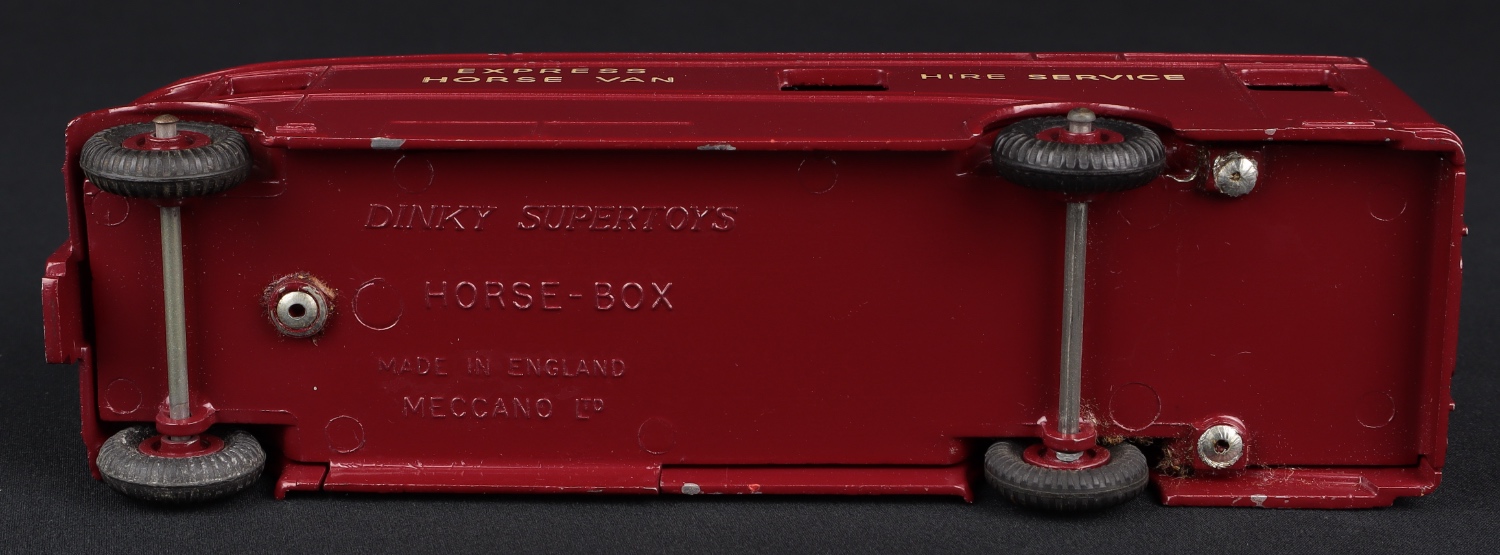 EXPRESS
HORSE VAN
HIRE SERVICE
DINKY SUPERTOYS
HORSE-BOX
MADE IN ENGLAND
MECCANO LTD